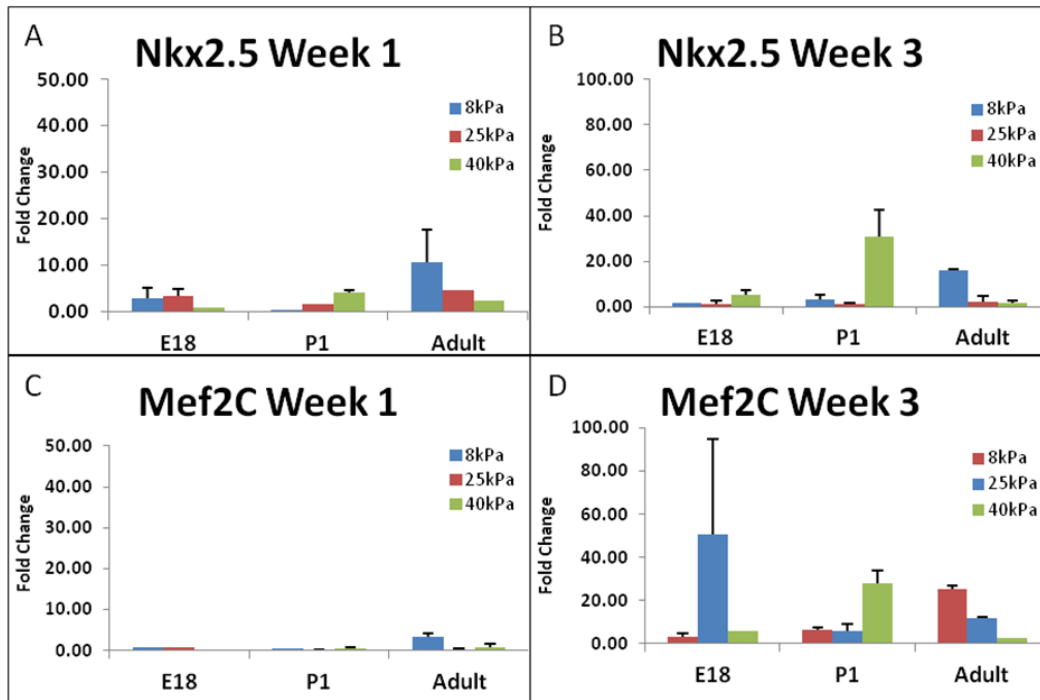 A
Nkx2.5 Week 1
50.00
40.00
30.00
20.00
10.00
0.00
Fold Change
8kPa
25kPa
40kPa
E18 P1 Adult
B
Nkx2.5 Week 3
100.00
80.00
60.00
40.00
20.00
0.00
Fold Change
8kPa
25kPa
40kPa
E18 P1 Adult
C
Mef2C Week 1
50.00
40.00
30.00
20.00
10.00
0.00
Fold Change
8kPa
25kPa
40kPa
E18 P1 Adult
D
Mef2C Week 3
100.00
80.00
60.00
40.00
20.00
0.00
Fold Change
8kPa
25kPa
40kPa
E18 P1 Adult